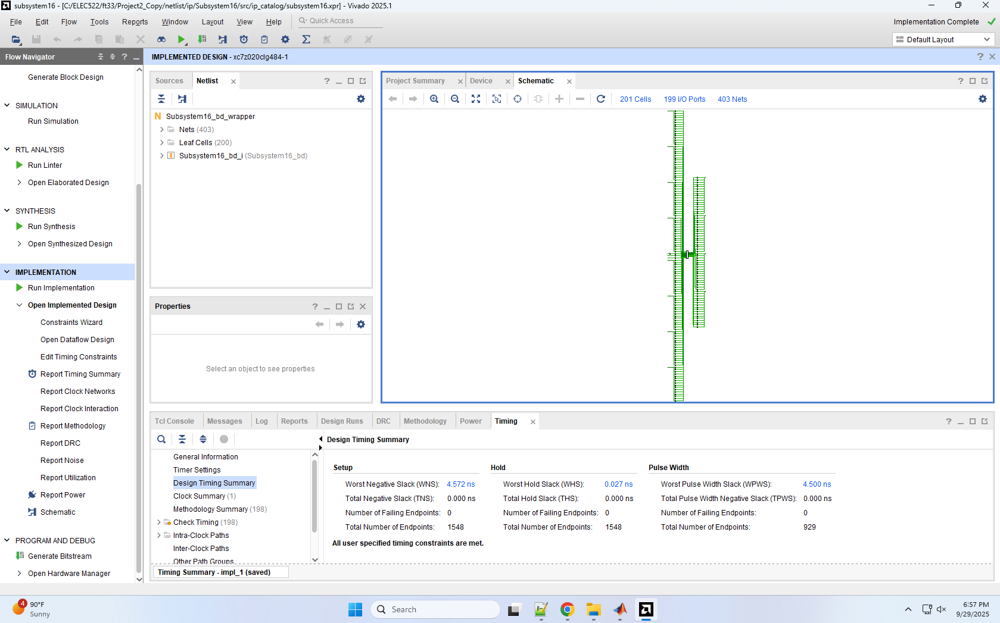 subsystem16 - [C:/ELEC522/ft33/Project2_Copy/netlist/ip/Subsystem16/src/ip_catalog/subsystem16.xpr] - Vivado 2025.1
File Edit Flow Tools Reports Window Layout View Help Quick Access
Implementation Complete
Default Layout
Flow Navigator
IMPLEMENTED DESIGN - xc7z020clg484-1
Generate Block Design
SIMULATION
Run Simulation
RTL ANALYSIS
Run Linter
Open Elaborated Design
SYNTHESIS
Run Synthesis
Open Synthesized Design
IMPLEMENTATION
Run Implementation
Open Implemented Design
Constraints Wizard
Open Dataflow Design
Edit Timing Constraints
Report Timing Summary
Report Clock Networks
Report Clock Interaction
Report Methodology
Report DRC
Report Noise
Report Utilization
Report Power
Schematic
PROGRAM AND DEBUG
Generate Bitstream
Open Hardware Manager
Sources Netlist
Subsystem16_bd_wrapper
Nets (403)
Leaf Cells (200)
Subsystem16_bd_i (Subsystem16_bd)
Properties
Select an object to see properties
Project Summary Device Schematic
201 Cells 199 I/O Ports 403 Nets
Tcl Console Messages Log Reports Design Runs DRC Methodology Power Timing
General Information
Timer Settings
Design Timing Summary
Clock Summary (1)
Methodology Summary (198)
Check Timing (198)
Intra-Clock Paths
Inter-Clock Paths
Other Path Groups
Design Timing Summary
Setup Hold Pulse Width
Worst Negative Slack (WNS): 4.572 ns Worst Hold Slack (WHS): 0.027 ns Worst Pulse Width Slack (WPWS): 4.500 ns
Total Negative Slack (TNS): 0.000 ns Total Hold Slack (THS): 0.000 ns Total Pulse Width Negative Slack (TPWS): 0.000 ns
Number of Failing Endpoints: 0 Number of Failing Endpoints: 0 Number of Failing Endpoints: 0
Total Number of Endpoints: 1548 Total Number of Endpoints: 1548 Total Number of Endpoints: 929
All user specified timing constraints are met.
Timing Summary - impl_1 (saved)
4
90°F
Sunny
Search
6:57 PM
9/29/2025